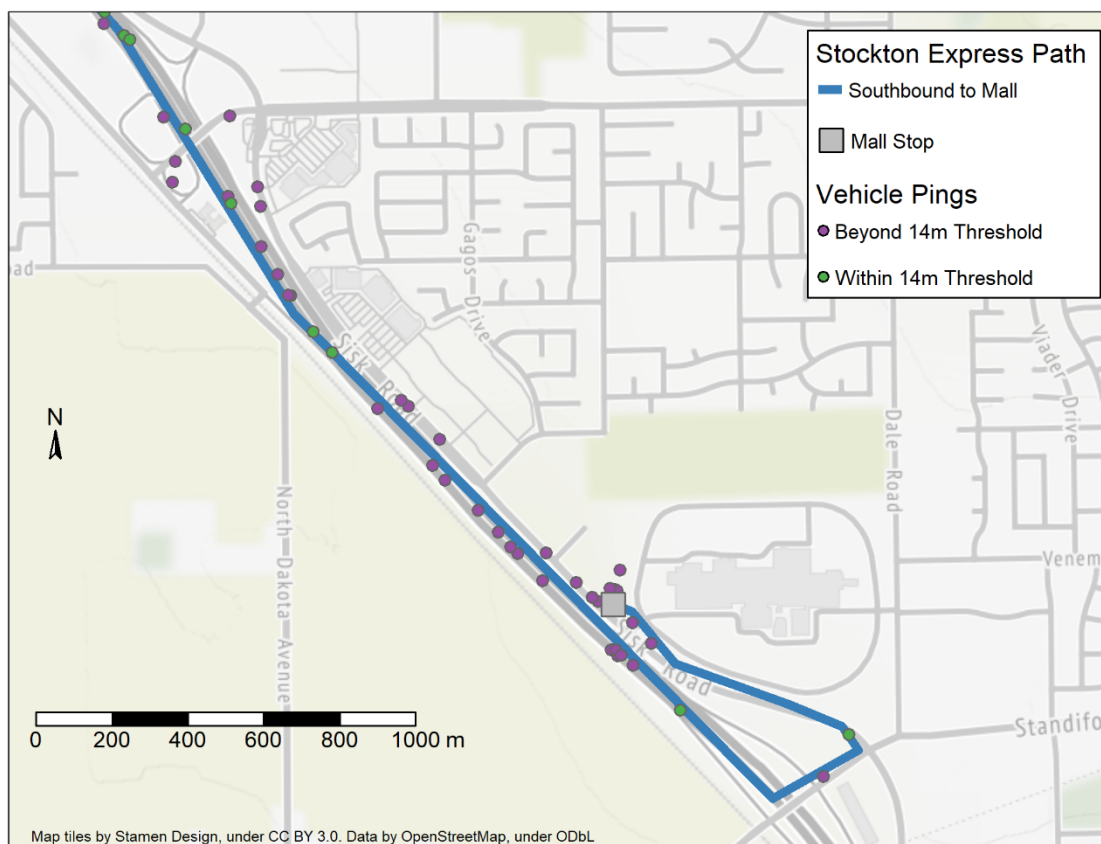 Stockton Express Path
Southbound to Mall
Mall Stop
Vehicle Pings
Beyond 14m Threshold
Within 14m Threshold
Gagos Drive
Viader
Drive
oad
Sisk Road
Dale
Road
N
North Dakota Avenue
Venem
Sisk Road
Standifo
0 200 400 600 800 1000 m
Map tiles by Stamen Design, under CC BY 3.0. Data by OpenStreetMap, under ODbL